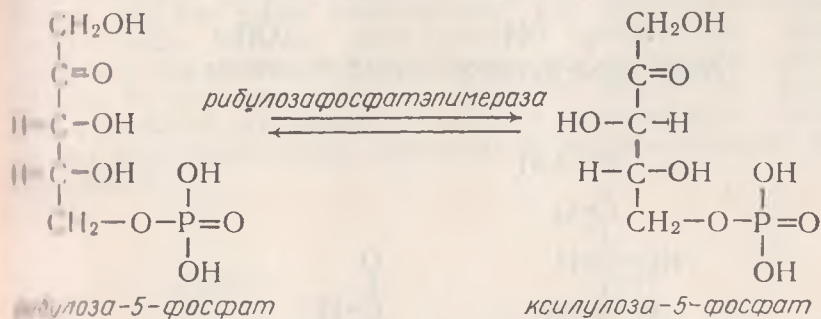 CH₂OH CH₂OH
C=O C=O
рибулозафосфатэпимераза
H–C–OH HO–C–H
H–C–OH OH H–C–OH OH
CH₂–O–P=O CH₂–O–P=O
OH OH
-5-фосфат ксилулоза-5-фосфат